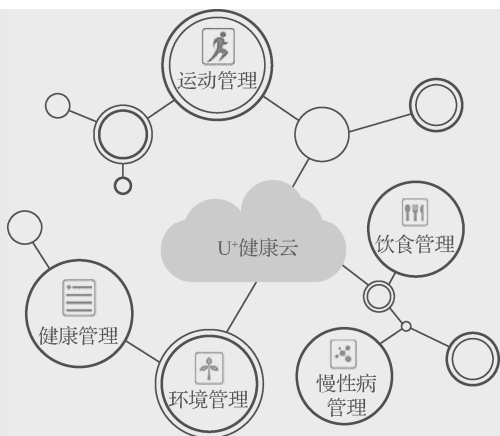 运动管理
U⁺健康云
饮食管理
健康管理
环境管理
慢性病
管理